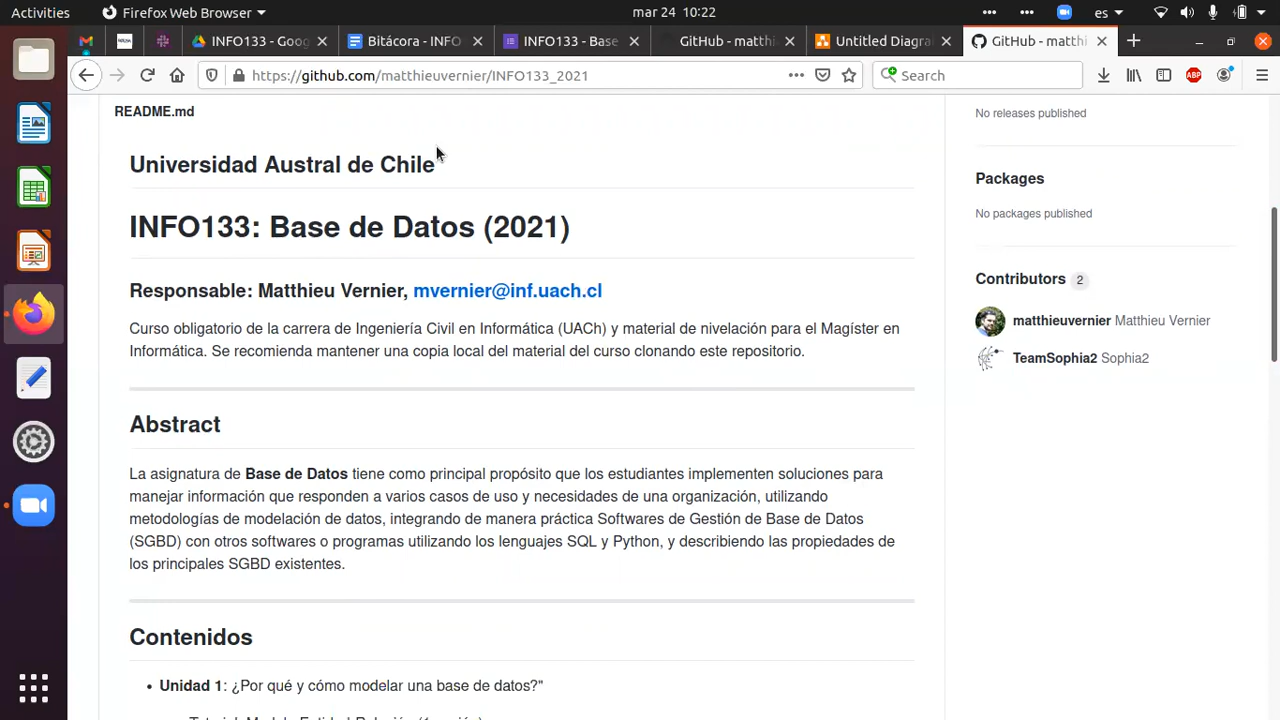 Activities
Firefox Web Browser
mar 24 10:22
es
INFO133 - Goog
Bitácora - INFO
INFO133 - Base
GitHub - matthi
Untitled Diagra
GitHub - matthi
https://github.com/matthieuvernier/INFO133_2021
Search
ABP
README.md
Universidad Austral de Chile
INFO133: Base de Datos (2021)
Responsable: Matthieu Vernier, mvernier@inf.uach.cl
Curso obligatorio de la carrera de Ingeniería Civil en Informática (UACh) y material de nivelación para el Magíster en
Informática. Se recomienda mantener una copia local del material del curso clonando este repositorio.
Abstract
La asignatura de Base de Datos tiene como principal propósito que los estudiantes implementen soluciones para
manejar información que responden a varios casos de uso y necesidades de una organización, utilizando
metodologías de modelación de datos, integrando de manera práctica Softwares de Gestión de Base de Datos
(SGBD) con otros softwares o programas utilizando los lenguajes SQL y Python, y describiendo las propiedades de
los principales SGBD existentes.
Contenidos
Unidad 1: ¿Por qué y cómo modelar una base de datos?"
No releases published
Packages
No packages published
Contributors 2
matthieuvernier Matthieu Vernier
TeamSophia2 Sophia2